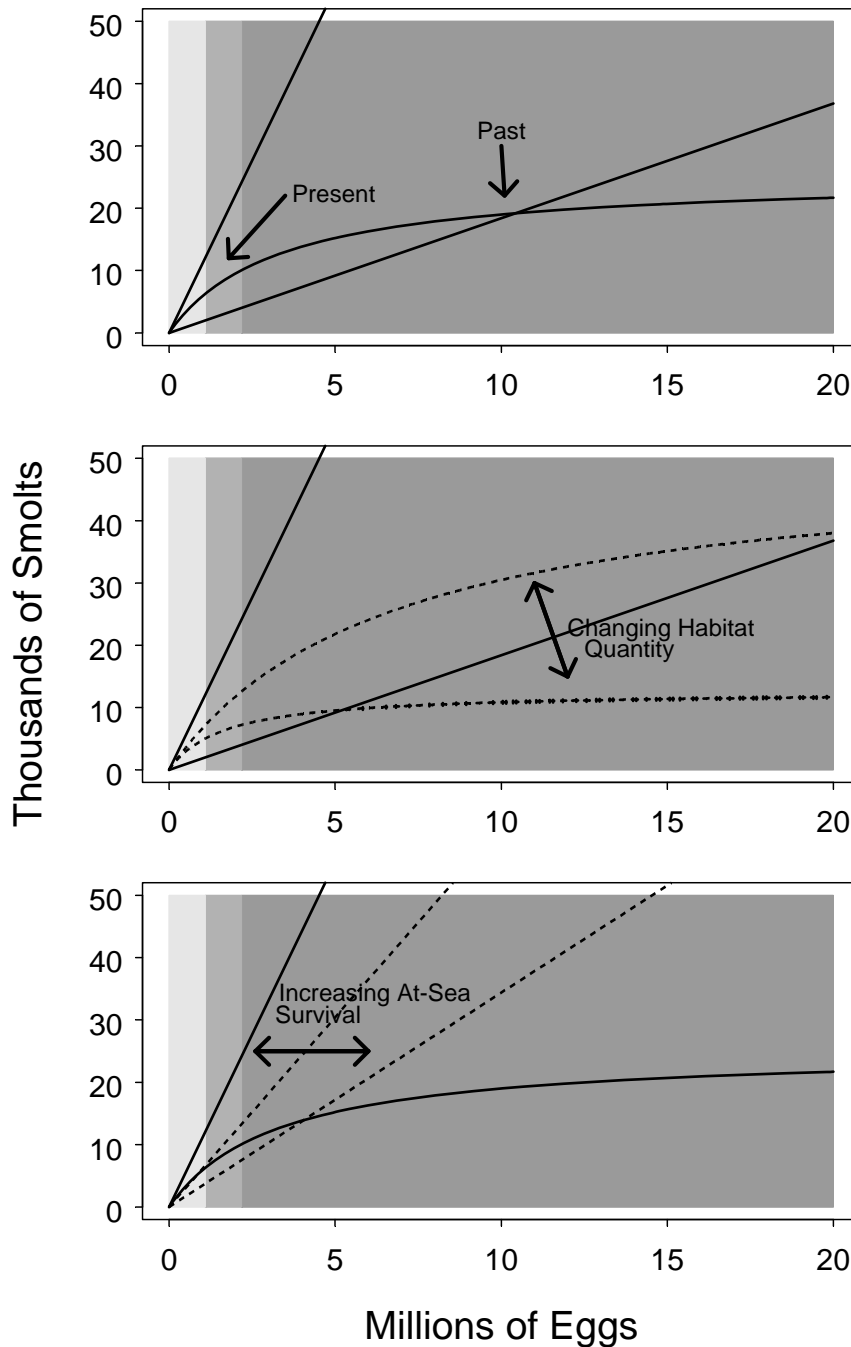 50
40
30
20
10
0
Past
Present
0 5 10 15 20
Thousands of Smolts
50
40
30
20
10
0
Changing Habitat
Quantity
0 5 10 15 20
50
40
30
20
10
0
Increasing At-Sea
Survival
0 5 10 15 20
Millions of Eggs